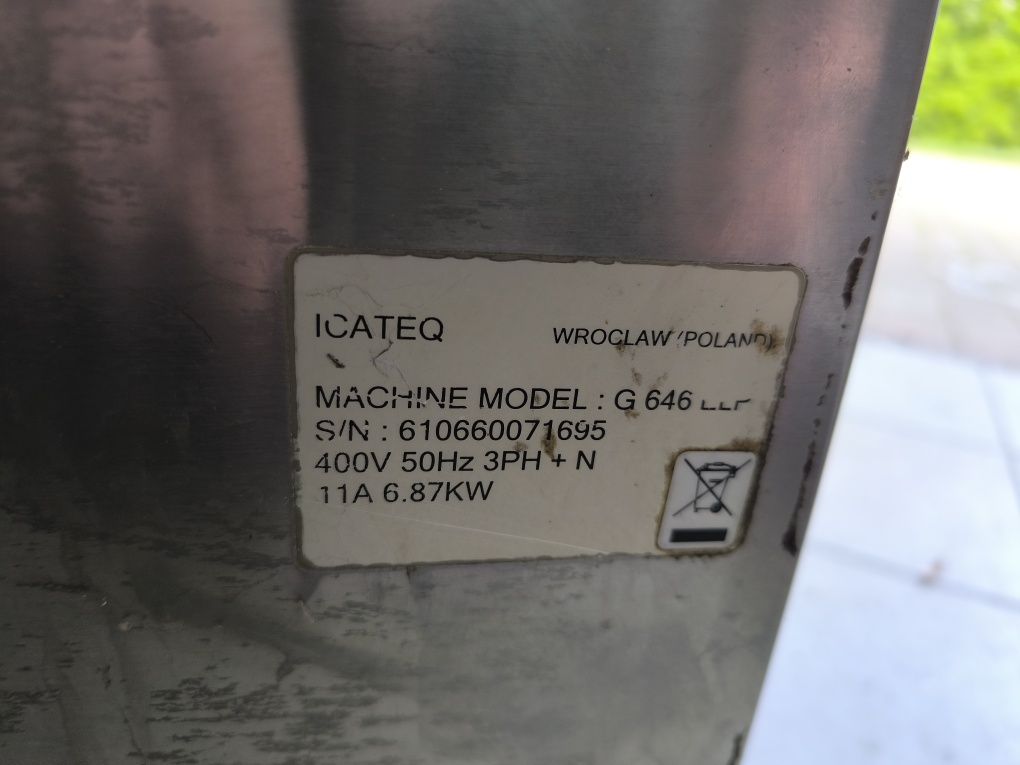 ICATEQ
WROCLAW (POLAND)
MACHINE MODEL : G 646
S/N : 610660071695
400V 50Hz 3PH + N
11A 6.87KW